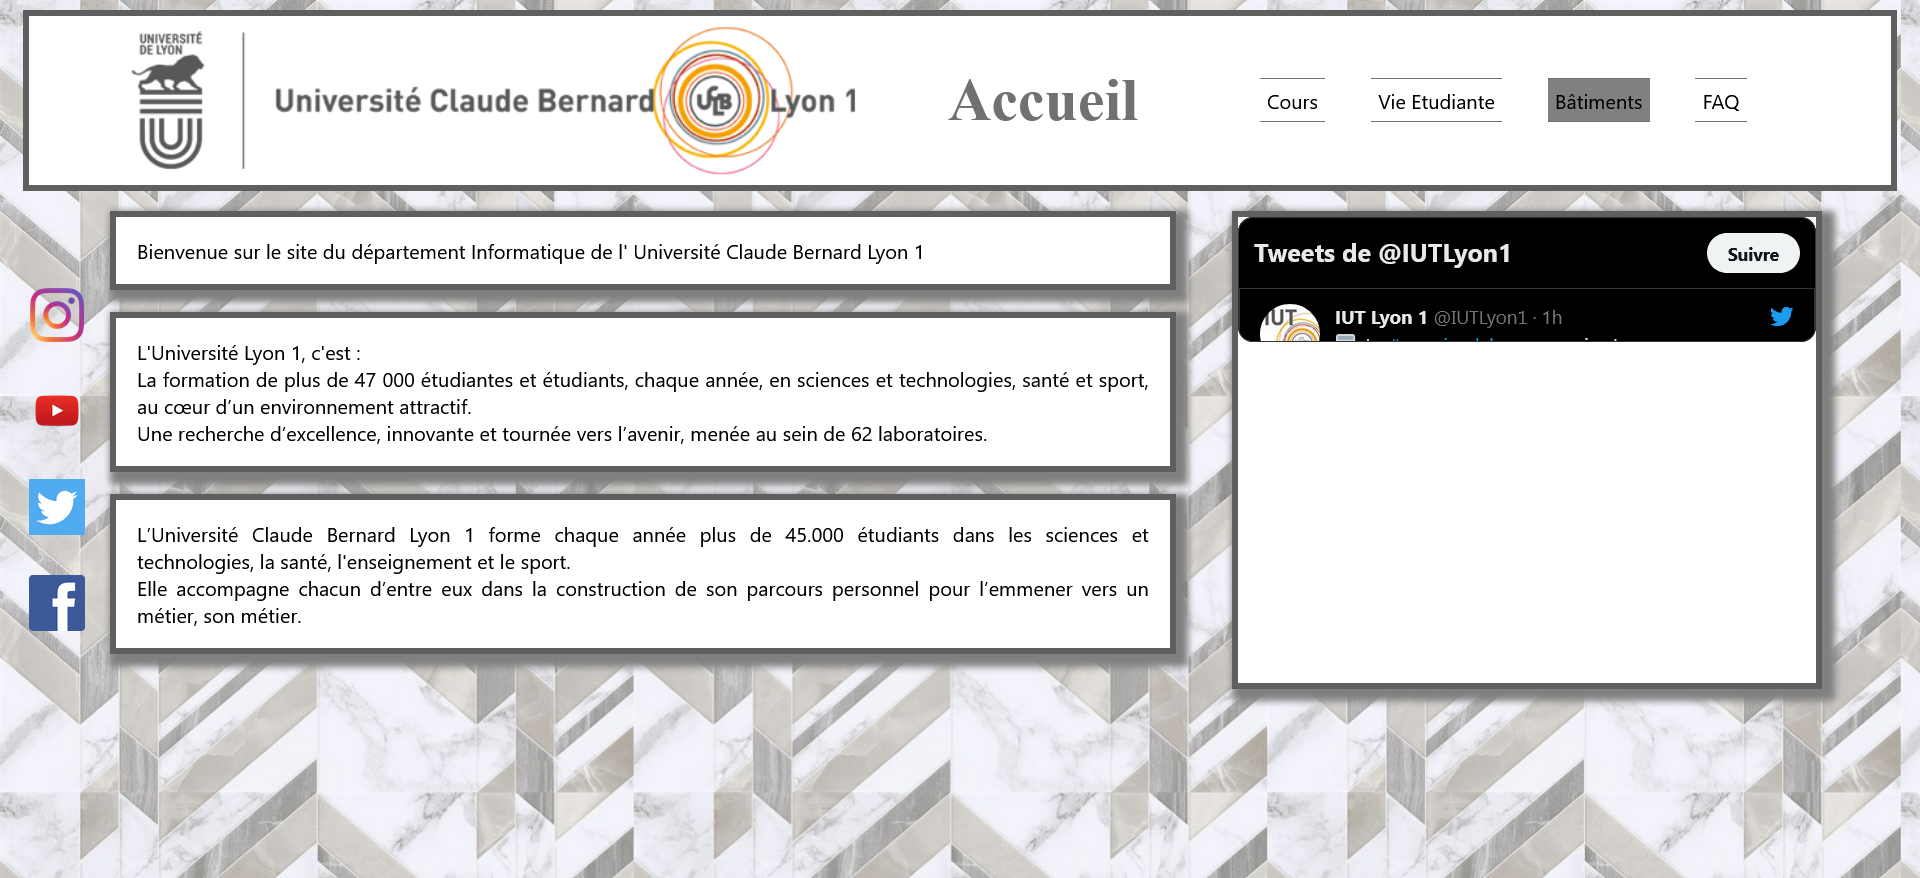 UNIVERSITÉ
DE LYON
Université Claude Bernard
UCBL
Lyon 1
Accueil
Cours
Vie Etudiante
Bâtiments
FAQ
Bienvenue sur le site du département Informatique de l' Université Claude Bernard Lyon 1
L'Université Lyon 1, c'est :
La formation de plus de 47 000 étudiantes et étudiants, chaque année, en sciences et technologies, santé et sport,
au cœur d’un environnement attractif.
Une recherche d’excellence, innovante et tournée vers l’avenir, menée au sein de 62 laboratoires.
L’Université Claude Bernard Lyon 1 forme chaque année plus de 45.000 étudiants dans les sciences et
technologies, la santé, l'enseignement et le sport.
Elle accompagne chacun d’entre eux dans la construction de son parcours personnel pour l’emmener vers un
métier, son métier.
Tweets de @IUTLyon1
Suivre
IUT
IUT Lyon 1 @IUTLyon1 · 1h